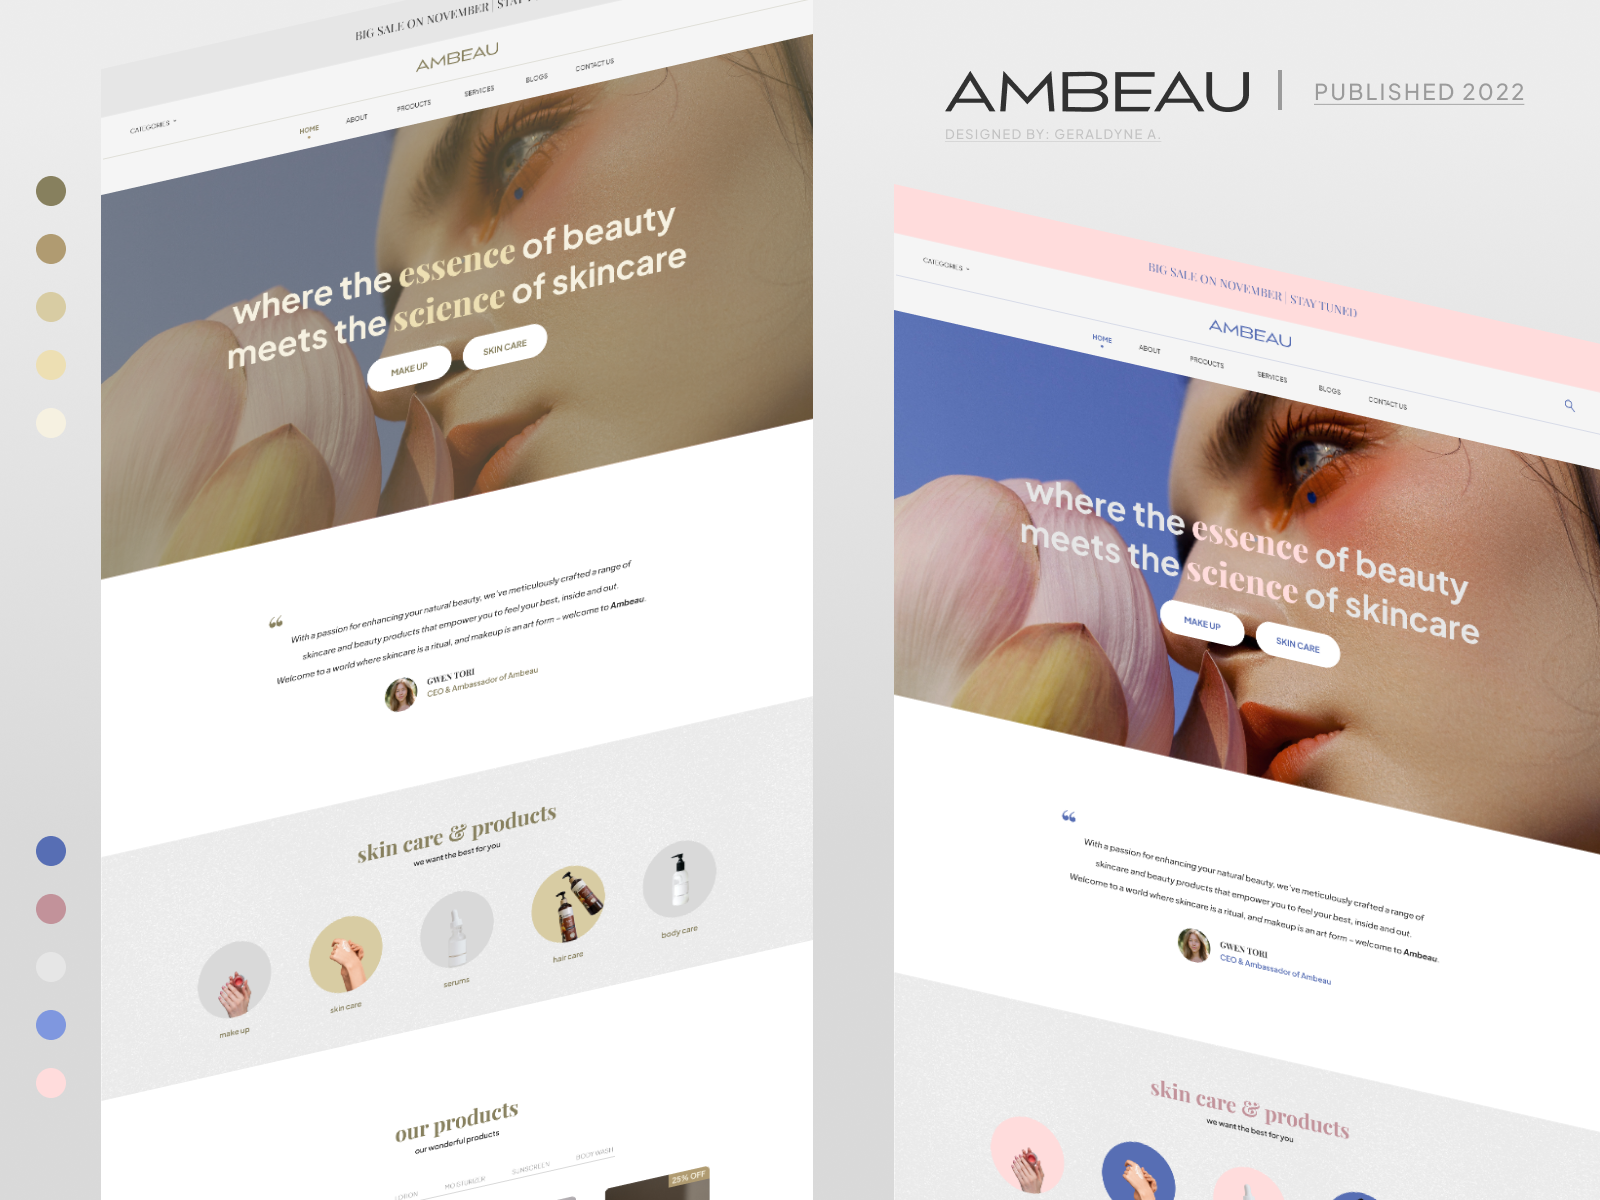 BIG SALE ON NOVEMBER | STAY
AMBEAU
CATEGORIES
HOME ABOUT PRODUCTS SERVICES BLOGS CONTACT US
where the essence of beauty
meets the science of skincare
MAKE UP SKIN CARE
“
With a passion for enhancing your natural beauty, we've meticulously crafted a range of
skincare and beauty products that empower you to feel your best, inside and out.
Welcome to a world where skincare is a ritual, and makeup is an art form – welcome to Ambeau.
GWEN TORI
CEO & Ambassador of Ambeau
skin care & products
we want the best for you
make up skin care serums hair care body care
our products
our wonderful products
MOISTURIZER SUNSCREEN BODY WASH
25% OFF
AMBEAU | PUBLISHED 2022
DESIGNED BY: GERALDYNE A.
BIG SALE ON NOVEMBER | STAY TUNED
AMBEAU
CATEGORIES
HOME ABOUT PRODUCTS SERVICES BLOGS CONTACT US
where the essence of beauty
meets the science of skincare
MAKE UP SKIN CARE
“
With a passion for enhancing your natural beauty, we've meticulously crafted a range of
skincare and beauty products that empower you to feel your best, inside and out.
Welcome to a world where skincare is a ritual, and makeup is an art form – welcome to Ambeau.
GWEN TORI
CEO & Ambassador of Ambeau
skin care & products
we want the best for you